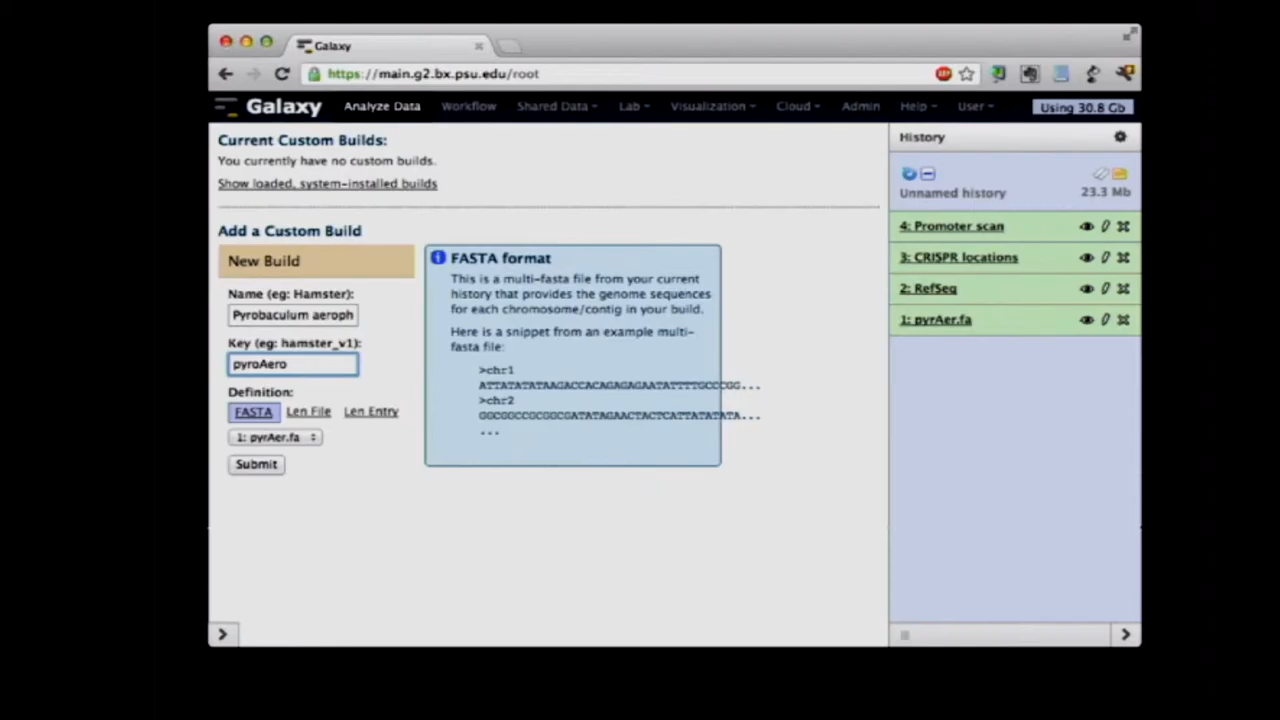 Galaxy
https://main.g2.bx.psu.edu/root
Galaxy Analyze Data Workflow Shared Data Lab Visualization Cloud Admin Help User Using 30.8 Gb
Current Custom Builds:
You currently have no custom builds.
Show loaded, system-installed builds
Add a Custom Build
New Build
Name (eg: Hamster):
Pyrobaculum aeroph
Key (eg: hamster_v1):
pyroAero
Definition:
FASTA Len File Len Entry
1: pyrAer.fa
Submit
FASTA format
This is a multi-fasta file from your current
history that provides the genome sequences
for each chromosome/contig in your build.
Here is a snippet from an example multi-
fasta file:
>chr1
ATTATATATAAGACCACAGAGAGAATATTTTGCCCGG...
>chr2
GGCGGCCGCGGCGATATAGAACTACTCATTATATATA...
...
History
Unnamed history 23.3 Mb
4: Promoter scan
3: CRISPR locations
2: RefSeq
1: pyrAer.fa